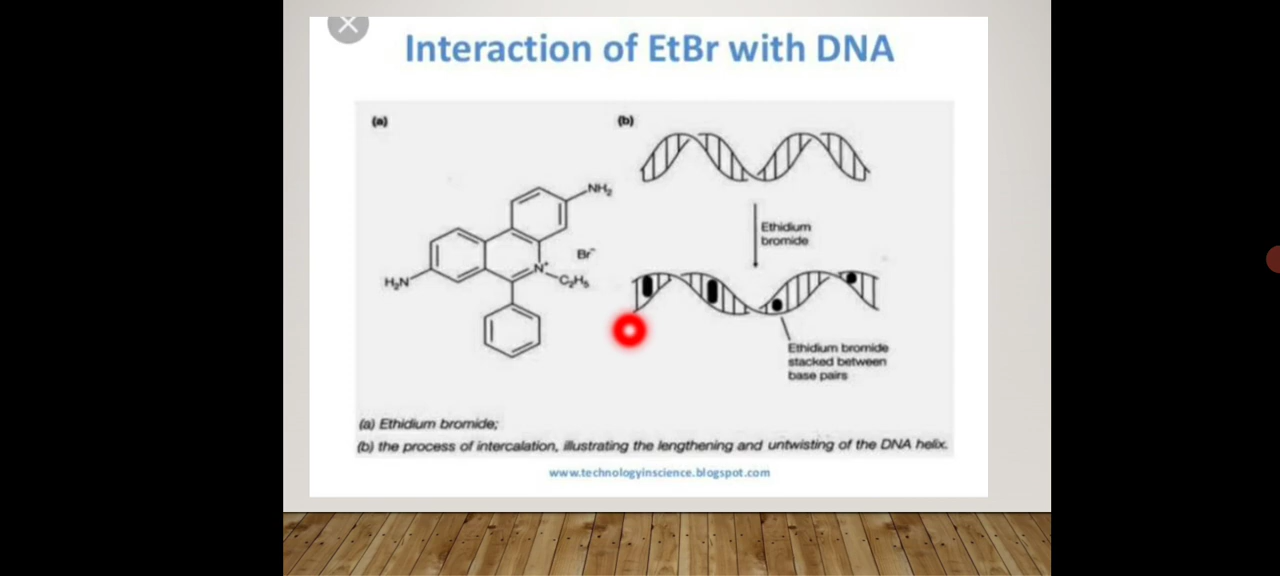 Interaction of EtBr with DNA
(a)
(b)
NH₂
Ethidium
bromide
Br⁻
N⁺
C₂H₅
H₂N
Ethidium bromide
stacked between
base pairs
(a) Ethidium bromide;
(b) the process of intercalation, illustrating the lengthening and untwisting of the DNA helix.
www.technologyinscience.blogspot.com